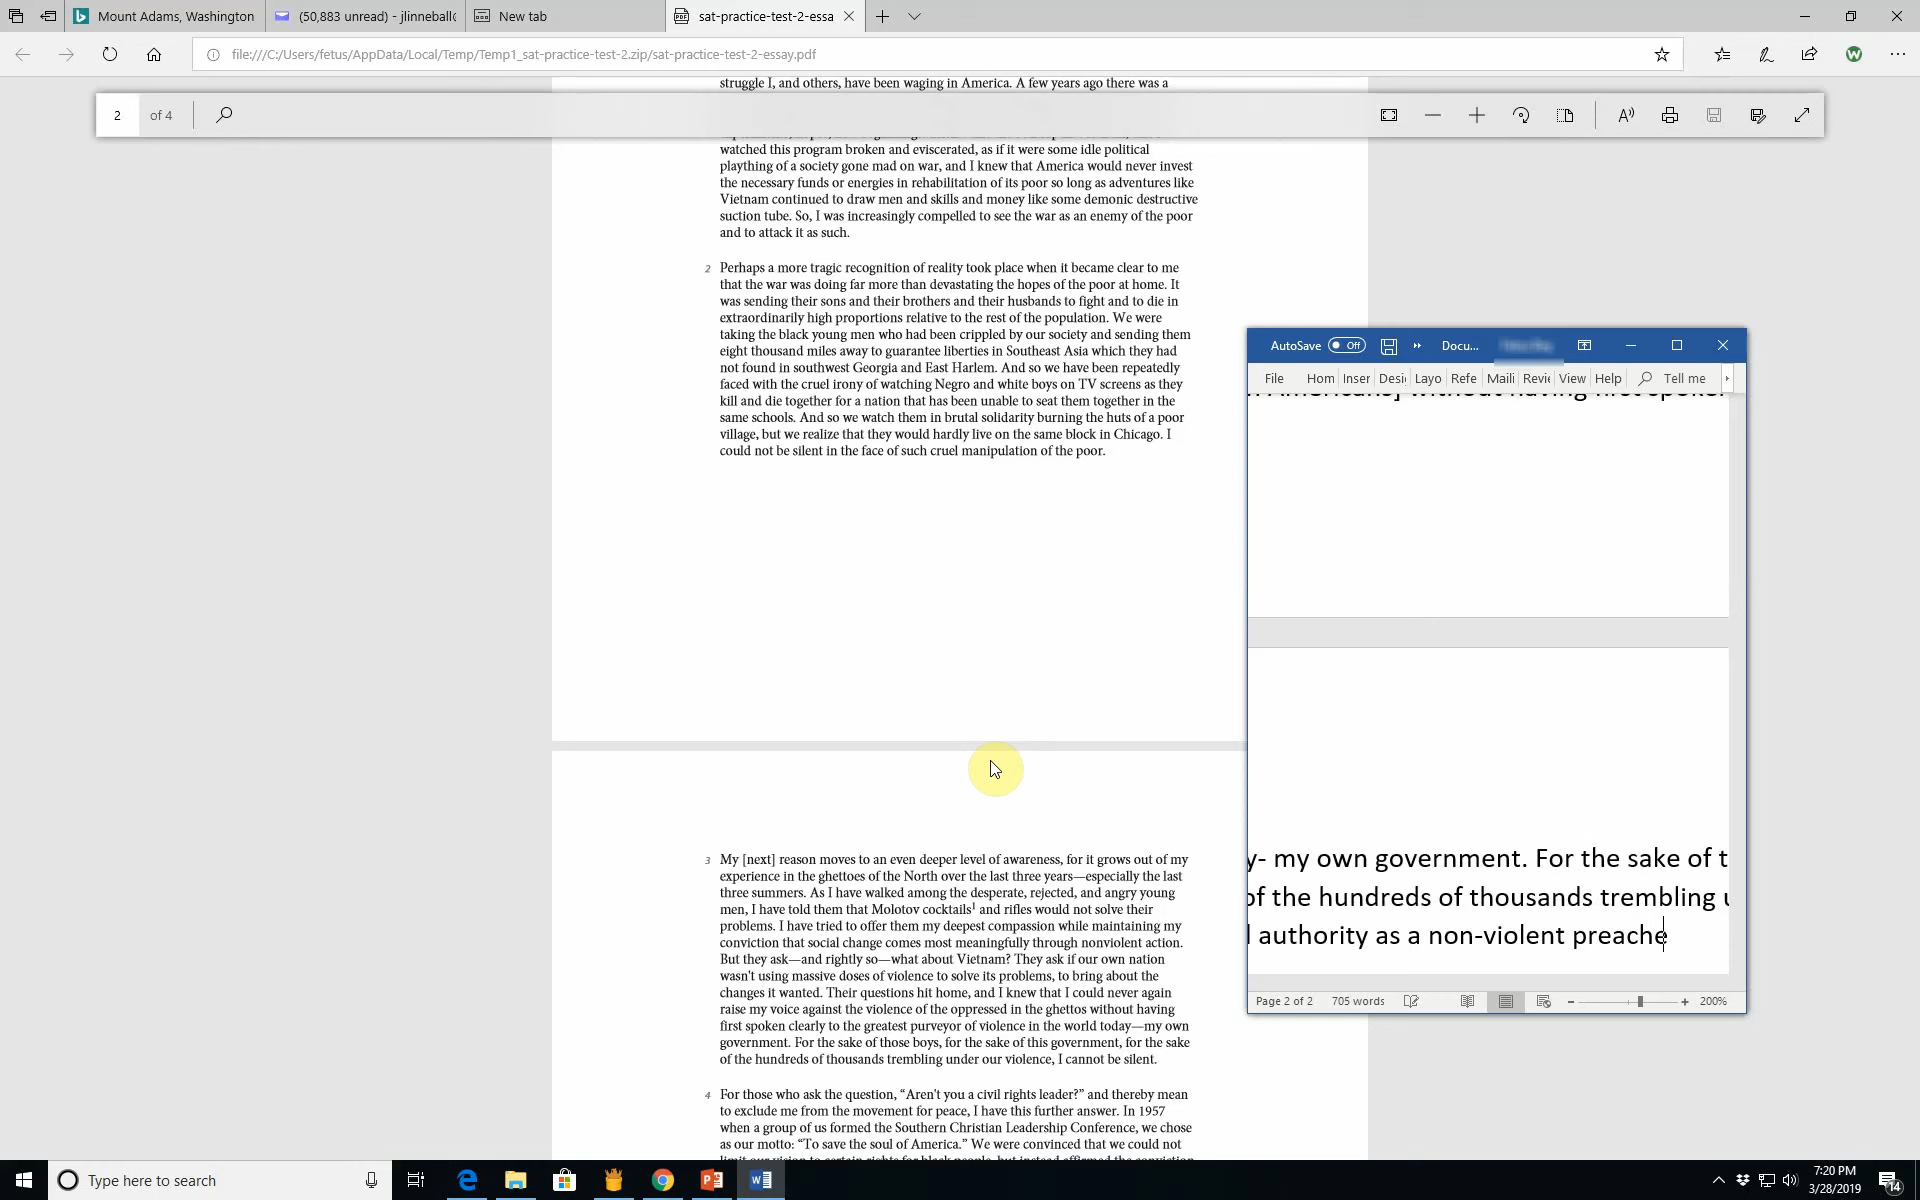 Mount Adams, Washington
(50,883 unread) - jlinneball
New tab
sat-practice-test-2-essa
file:///C:/Users/fetus/AppData/Local/Temp/Temp1_sat-practice-test-2.zip/sat-practice-test-2-essay.pdf
struggle I, and others, have been waging in America. A few years ago there was a
2 of 4
watched this program broken and eviscerated, as if it were some idle political
plaything of a society gone mad on war, and I knew that America would never invest
the necessary funds or energies in rehabilitation of its poor so long as adventures like
Vietnam continued to draw men and skills and money like some demonic destructive
suction tube. So, I was increasingly compelled to see the war as an enemy of the poor
and to attack it as such.
2 Perhaps a more tragic recognition of reality took place when it became clear to me
that the war was doing far more than devastating the hopes of the poor at home. It
was sending their sons and their brothers and their husbands to fight and to die in
extraordinarily high proportions relative to the rest of the population. We were
taking the black young men who had been crippled by our society and sending them
eight thousand miles away to guarantee liberties in Southeast Asia which they had
not found in southwest Georgia and East Harlem. And so we have been repeatedly
faced with the cruel irony of watching Negro and white boys on TV screens as they
kill and die together for a nation that has been unable to seat them together in the
same schools. And so we watch them in brutal solidarity burning the huts of a poor
village, but we realize that they would hardly live on the same block in Chicago. I
could not be silent in the face of such cruel manipulation of the poor.
3 My [next] reason moves to an even deeper level of awareness, for it grows out of my
experience in the ghettoes of the North over the last three years—especially the last
three summers. As I have walked among the desperate, rejected, and angry young
men, I have told them that Molotov cocktails1 and rifles would not solve their
problems. I have tried to offer them my deepest compassion while maintaining my
conviction that social change comes most meaningfully through nonviolent action.
But they ask—and rightly so—what about Vietnam? They ask if our own nation
wasn't using massive doses of violence to solve its problems, to bring about the
changes it wanted. Their questions hit home, and I knew that I could never again
raise my voice against the violence of the oppressed in the ghettos without having
first spoken clearly to the greatest purveyor of violence in the world today—my own
government. For the sake of those boys, for the sake of this government, for the sake
of the hundreds of thousands trembling under our violence, I cannot be silent.
4 For those who ask the question, “Aren't you a civil rights leader?” and thereby mean
to exclude me from the movement for peace, I have this further answer. In 1957
when a group of us formed the Southern Christian Leadership Conference, we chose
as our motto: “To save the soul of America.” We were convinced that we could not
limit our vision to certain rights for black people, but instead affirmed the conviction
AutoSave Off Docu...
File Hom Inser Desi Layo Refe Maili Revie View Help Tell me
Americans] without having first spoken
y- my own government. For the sake of t
of the hundreds of thousands trembling u
authority as a non-violent preache
Page 2 of 2 705 words 200%
Type here to search
7:20 PM
3/28/2019
14